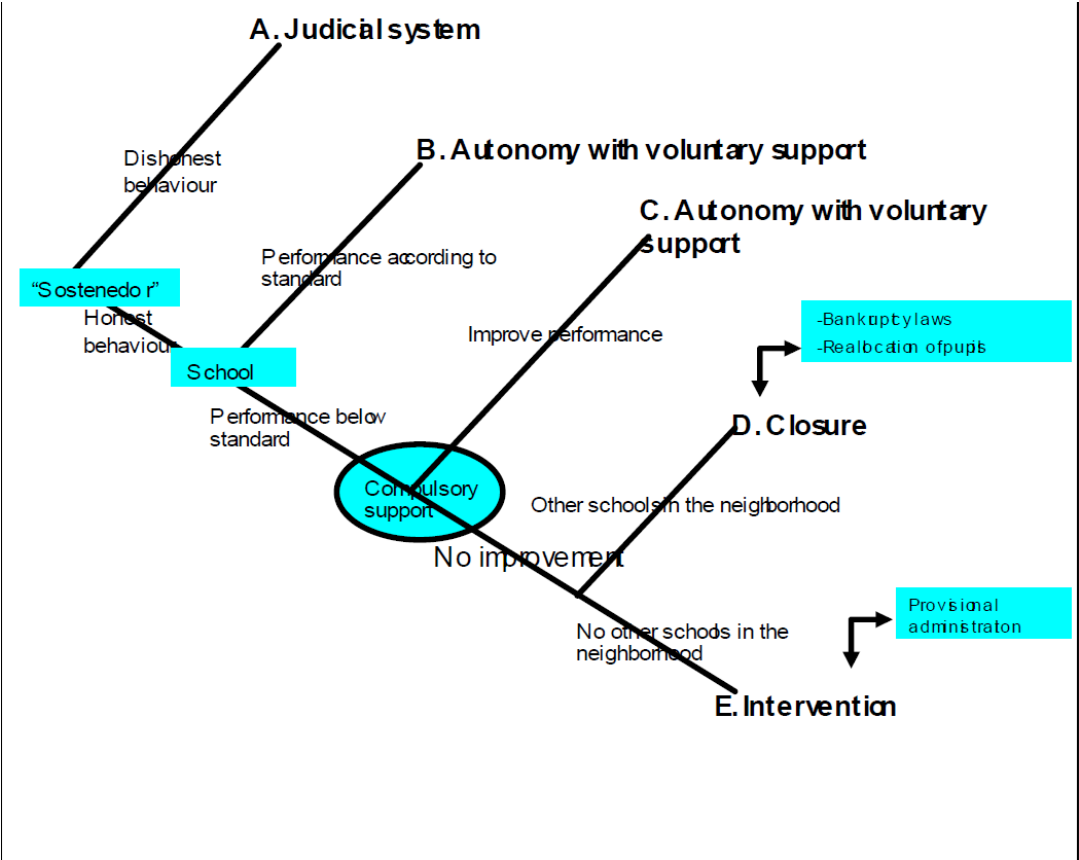 A. Judicial system
Dishonest
behaviour
B. Autonomy with voluntary support
C. Autonomy with voluntary
support
Performance according to
standard
"Sostenedor"
Honest
behaviour
Improve performance
-Bankruptcy laws
-Reallocation of pupils
School
Performance below
standard
D. Closure
Compulsory
support
Other schools in the neighborhood
No improvement
Provisional
administration
No other schools in the
neighborhood
E. Intervention